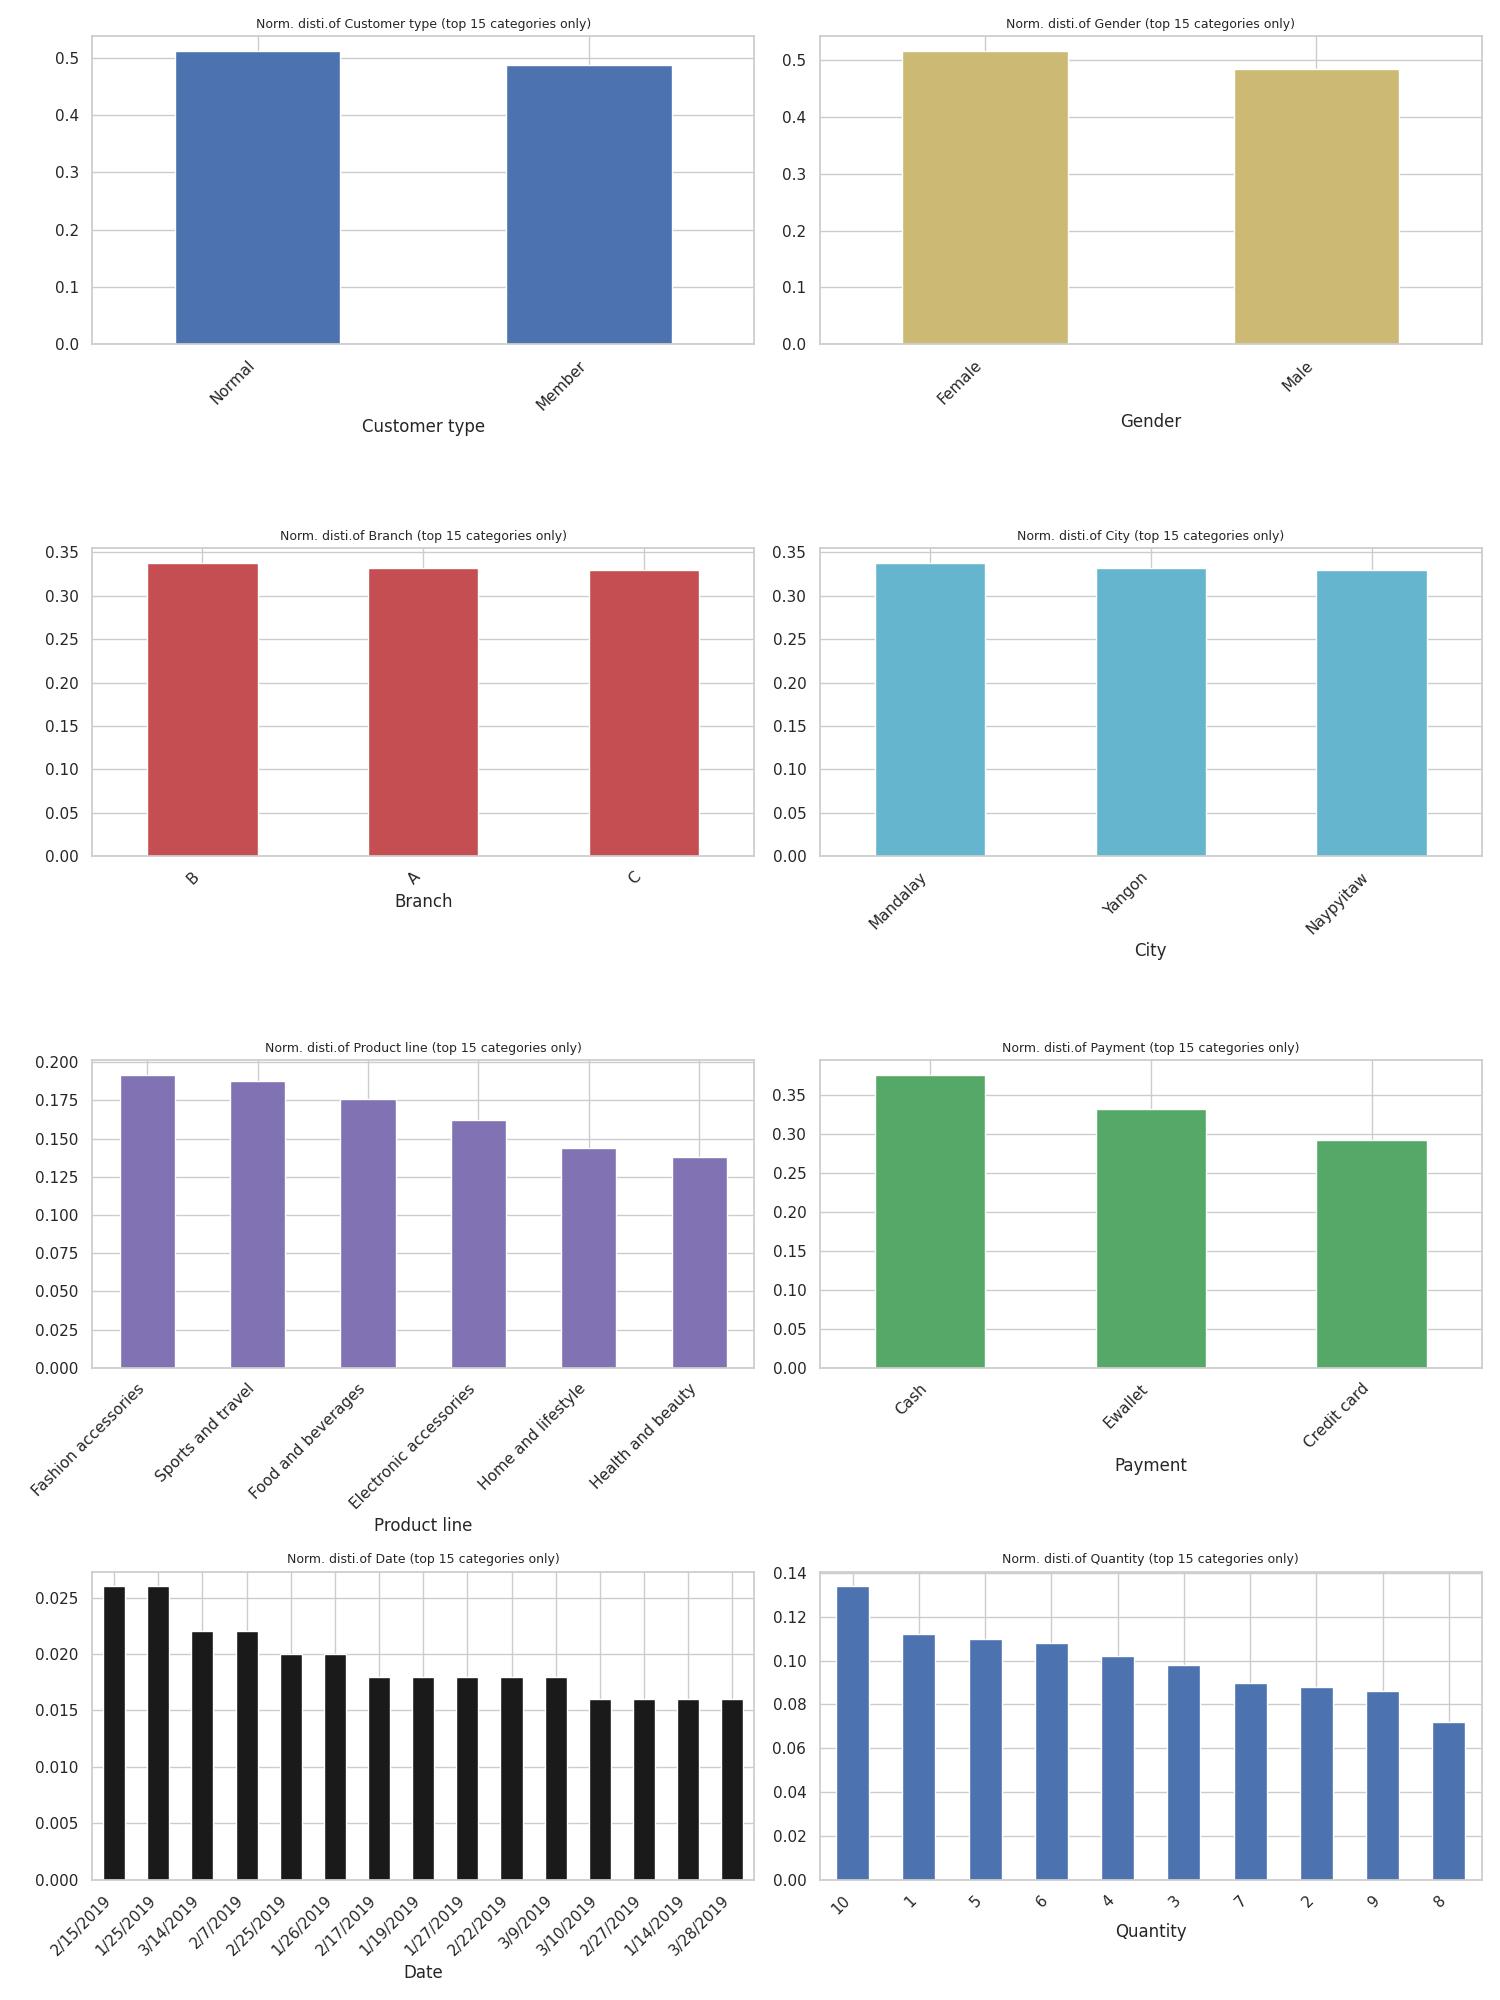 Norm. disti.of Customer type (top 15 categories only)
0.5
0.4
0.3
0.2
0.1
0.0
Normal
Member
Customer type
Norm. disti.of Gender (top 15 categories only)
0.5
0.4
0.3
0.2
0.1
0.0
Female
Male
Gender
Norm. disti.of Branch (top 15 categories only)
0.35
0.30
0.25
0.20
0.15
0.10
0.05
0.00
B
A
C
Branch
Norm. disti.of City (top 15 categories only)
0.35
0.30
0.25
0.20
0.15
0.10
0.05
0.00
Mandalay
Yangon
Naypyitaw
City
Norm. disti.of Product line (top 15 categories only)
0.200
0.175
0.150
0.125
0.100
0.075
0.050
0.025
0.000
Fashion accessories
Sports and travel
Food and beverages
Electronic accessories
Home and lifestyle
Health and beauty
Product line
Norm. disti.of Payment (top 15 categories only)
0.35
0.30
0.25
0.20
0.15
0.10
0.05
0.00
Cash
Ewallet
Credit card
Payment
Norm. disti.of Date (top 15 categories only)
0.025
0.020
0.015
0.010
0.005
0.000
2/15/2019
1/25/2019
3/14/2019
2/7/2019
2/25/2019
1/26/2019
2/17/2019
1/19/2019
1/27/2019
2/22/2019
3/9/2019
3/10/2019
2/27/2019
1/14/2019
3/28/2019
Date
Norm. disti.of Quantity (top 15 categories only)
0.14
0.12
0.10
0.08
0.06
0.04
0.02
0.00
10
1
5
6
4
3
7
2
9
8
Quantity